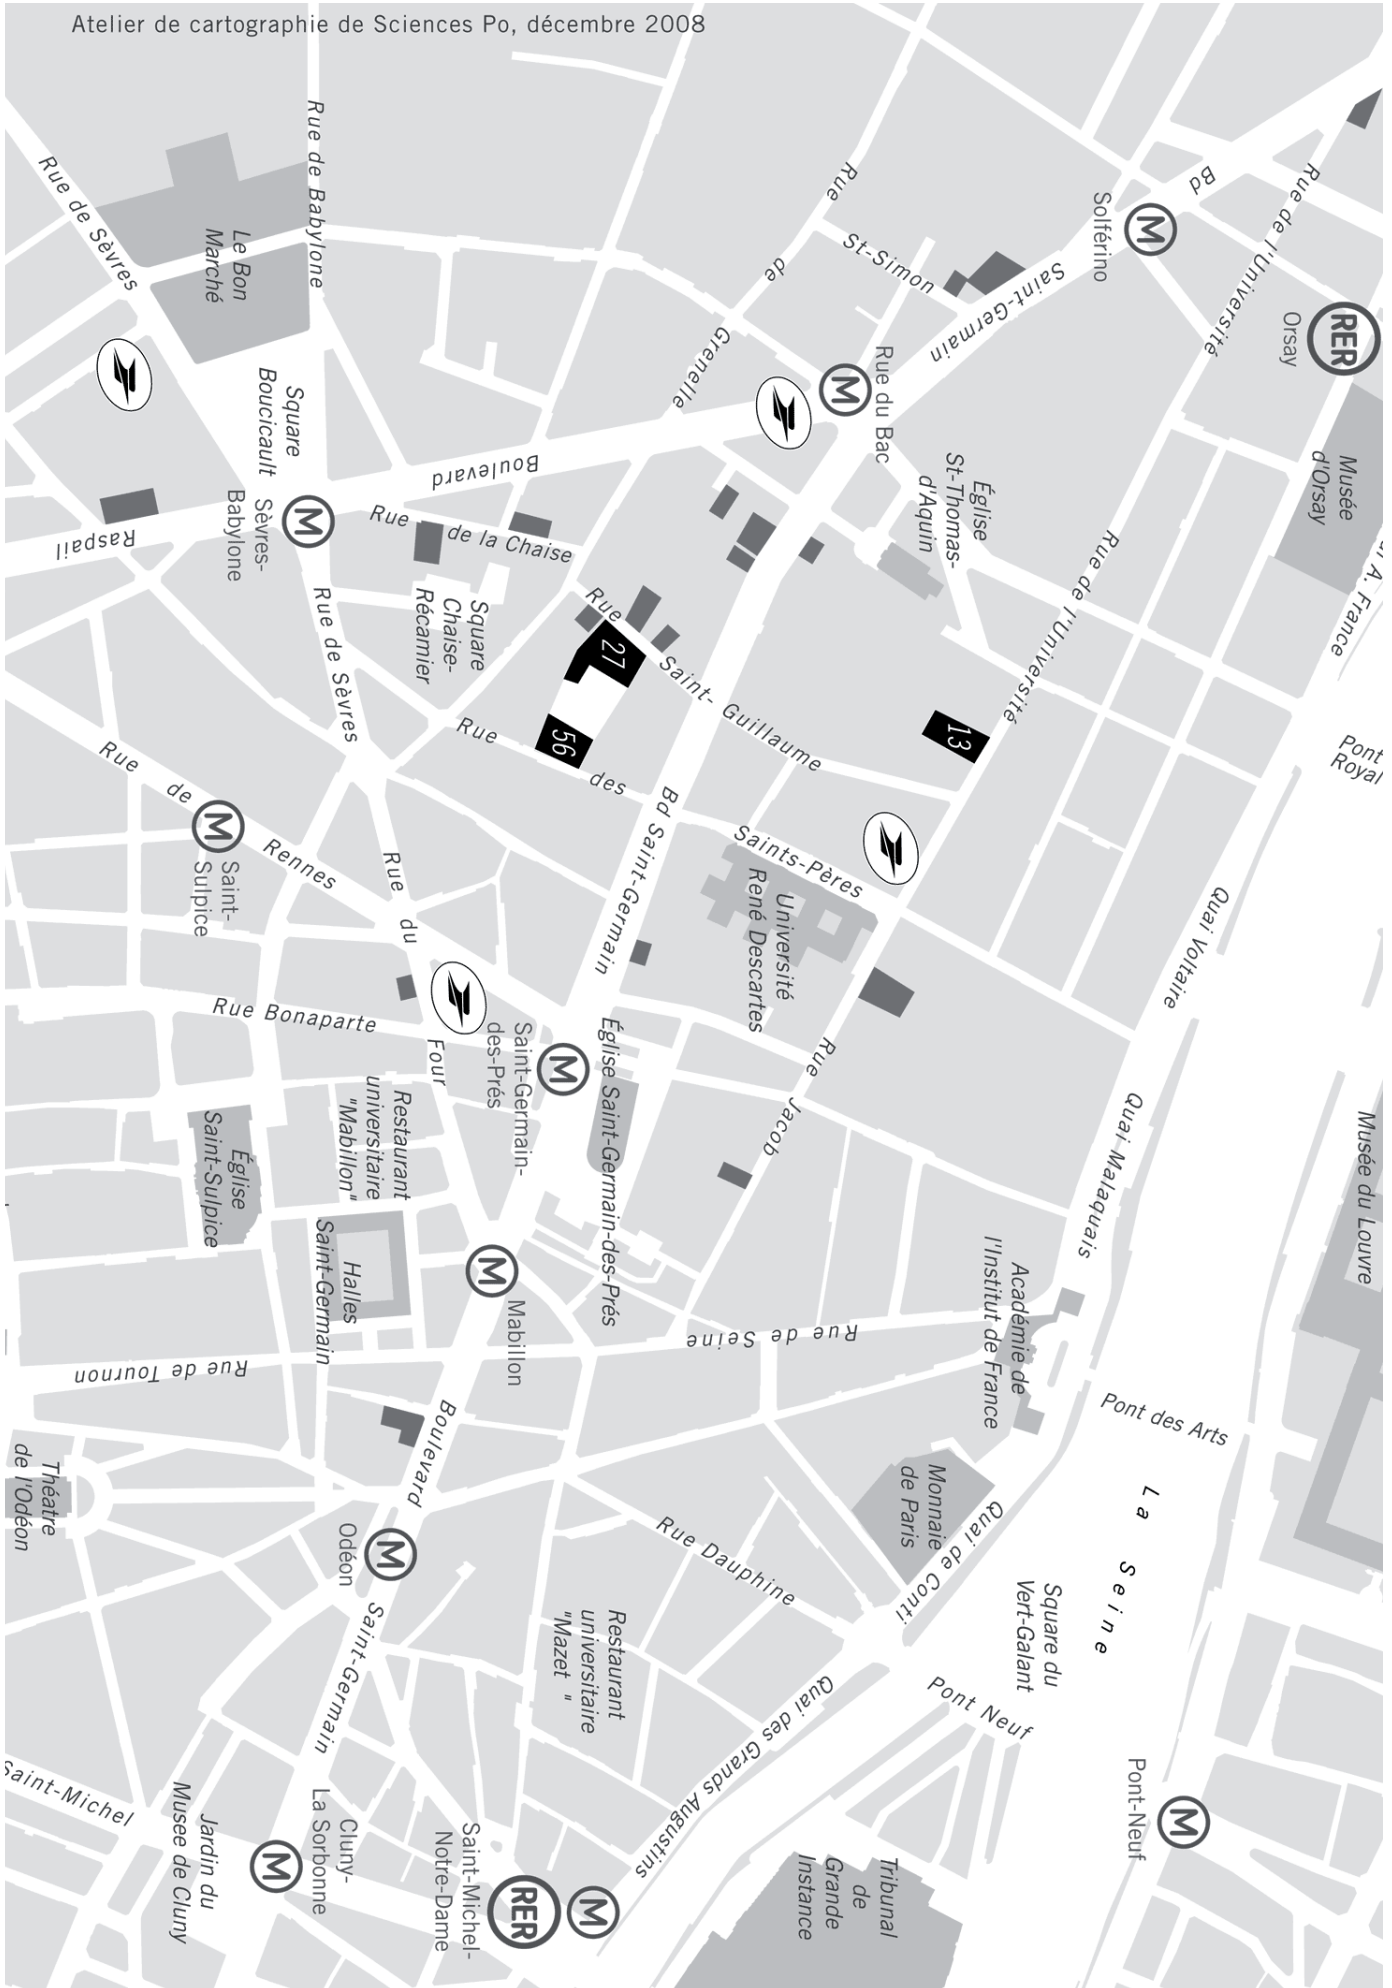 Atelier de cartographie de Sciences Po, décembre 2008
Rue de Babylone
Rue de Sèvres
Le Bon
Marché
Rue
de
Grenelle
St-Simon
Bd
Saint-Germain
M
Solférino
Rue de l'Université
RER
Orsay
Musée
d'Orsay
A. France
M
Rue du Bac
Square
Boucicault
Boulevard
Raspail
M
Sèvres-
Babylone
Rue de la Chaise
Square
Chaise-
Récamier
Église
St-Thomas-
d'Aquin
Rue de l'Université
Rue Saint-Guillaume
27
56
13
Rue de Sèvres
Rue des Saints-Pères
Pont
Royal
Rue de Rennes
M
Saint-
Sulpice
Rue du Four
Bd Saint-Germain
Université
René Descartes
Quai Voltaire
Rue Bonaparte
M
Saint-Germain-
des-Prés
Église Saint-Germain-des-Prés
Rue Jacob
Quai Malaquais
Musée du Louvre
Église
Saint-Sulpice
Restaurant
universitaire
"Mabillon"
Halles
Saint-Germain
M
Mabillon
Rue de Seine
Rue de Tournon
Académie de
l'Institut de France
Pont des Arts
La Seine
Théatre
de l'Odéon
Boulevard
Saint-Germain
M
Odéon
Monnaie
de Paris
Quai de Conti
Rue Dauphine
Restaurant
universitaire
"Mazet "
Square du
Vert-Galant
Pont Neuf
Quai des Grands Augustins
M
Pont-Neuf
Saint-Michel
Jardin du
Musee de Cluny
M
Cluny-
La Sorbonne
Saint-Michel-
Notre-Dame
RER
M
Tribunal
de
Grande
Instance